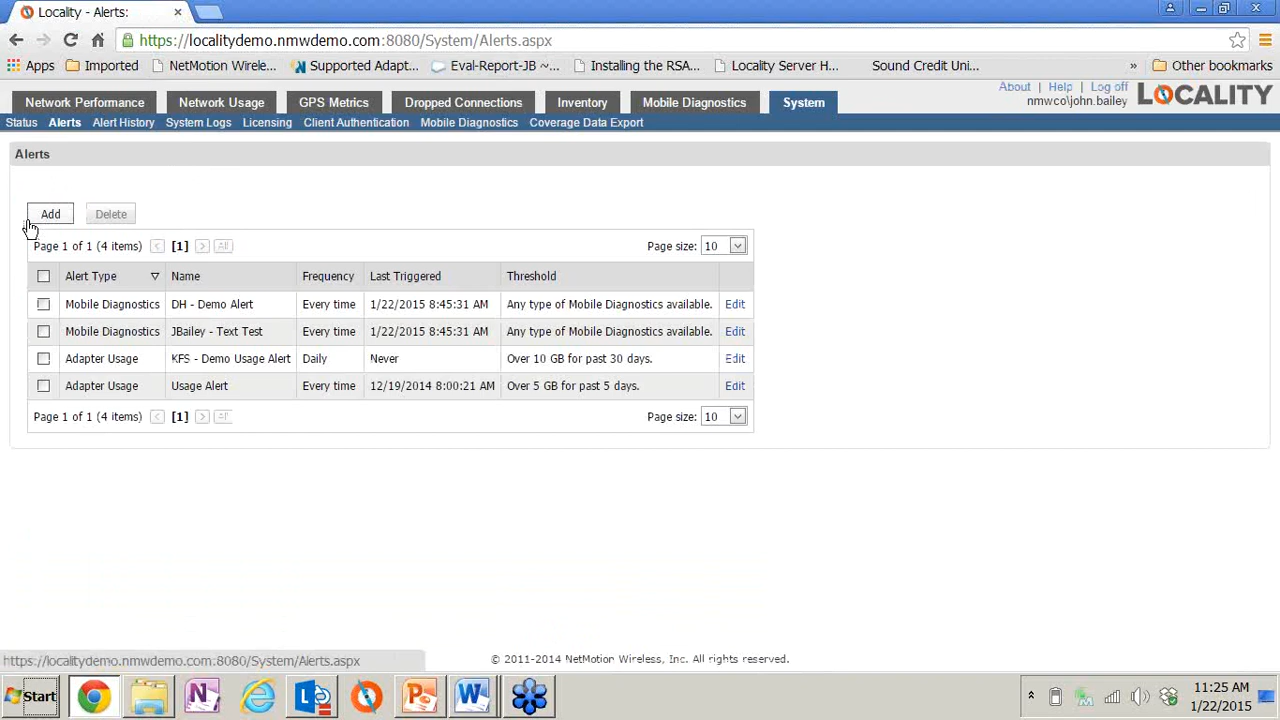 Locality - Alerts:
https://localitydemo.nmwdemo.com:8080/System/Alerts.aspx
Apps Imported NetMotion Wirele... Supported Adapt... Eval-Report-JB ~... Installing the RSA... Locality Server H... Sound Credit Uni... » Other bookmarks
About | Help | Log off
nmwco\john.bailey
LOCALITY
Network Performance Network Usage GPS Metrics Dropped Connections Inventory Mobile Diagnostics System
Status Alerts Alert History System Logs Licensing Client Authentication Mobile Diagnostics Coverage Data Export
Alerts
Add Delete
Page 1 of 1 (4 items) < [1] > All Page size: 10
Alert Type Name Frequency Last Triggered Threshold
Mobile Diagnostics DH - Demo Alert Every time 1/22/2015 8:45:31 AM Any type of Mobile Diagnostics available. Edit
Mobile Diagnostics JBailey - Text Test Every time 1/22/2015 8:45:31 AM Any type of Mobile Diagnostics available. Edit
Adapter Usage KFS - Demo Usage Alert Daily Never Over 10 GB for past 30 days. Edit
Adapter Usage Usage Alert Every time 12/19/2014 8:00:21 AM Over 5 GB for past 5 days. Edit
Page 1 of 1 (4 items) < [1] > All Page size: 10
https://localitydemo.nmwdemo.com:8080/System/Alerts.aspx
© 2011-2014 NetMotion Wireless, Inc. All rights reserved.
Start
11:25 AM
1/22/2015